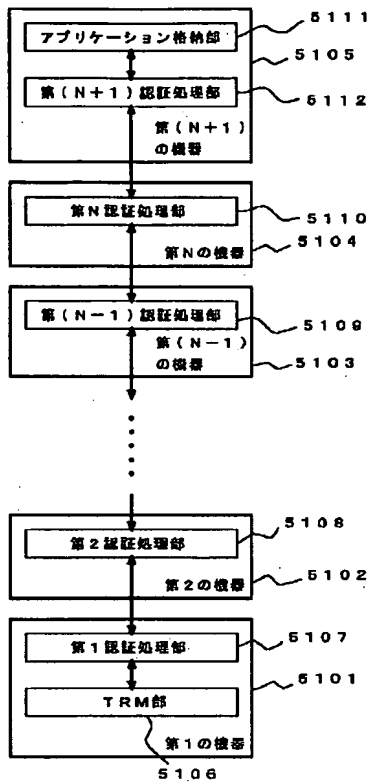 アプリケーション格納部
5111
5105
第(N+1)認証処理部
5112
第(N+1)
の機器
第N認証処理部
5110
5104
第Nの機器
第(N-1)認証処理部
5109
第(N-1)
の機器
5103
第2認証処理部
5108
第2の機器
5102
第1認証処理部
5107
5101
TRM部
第1の機器
5106